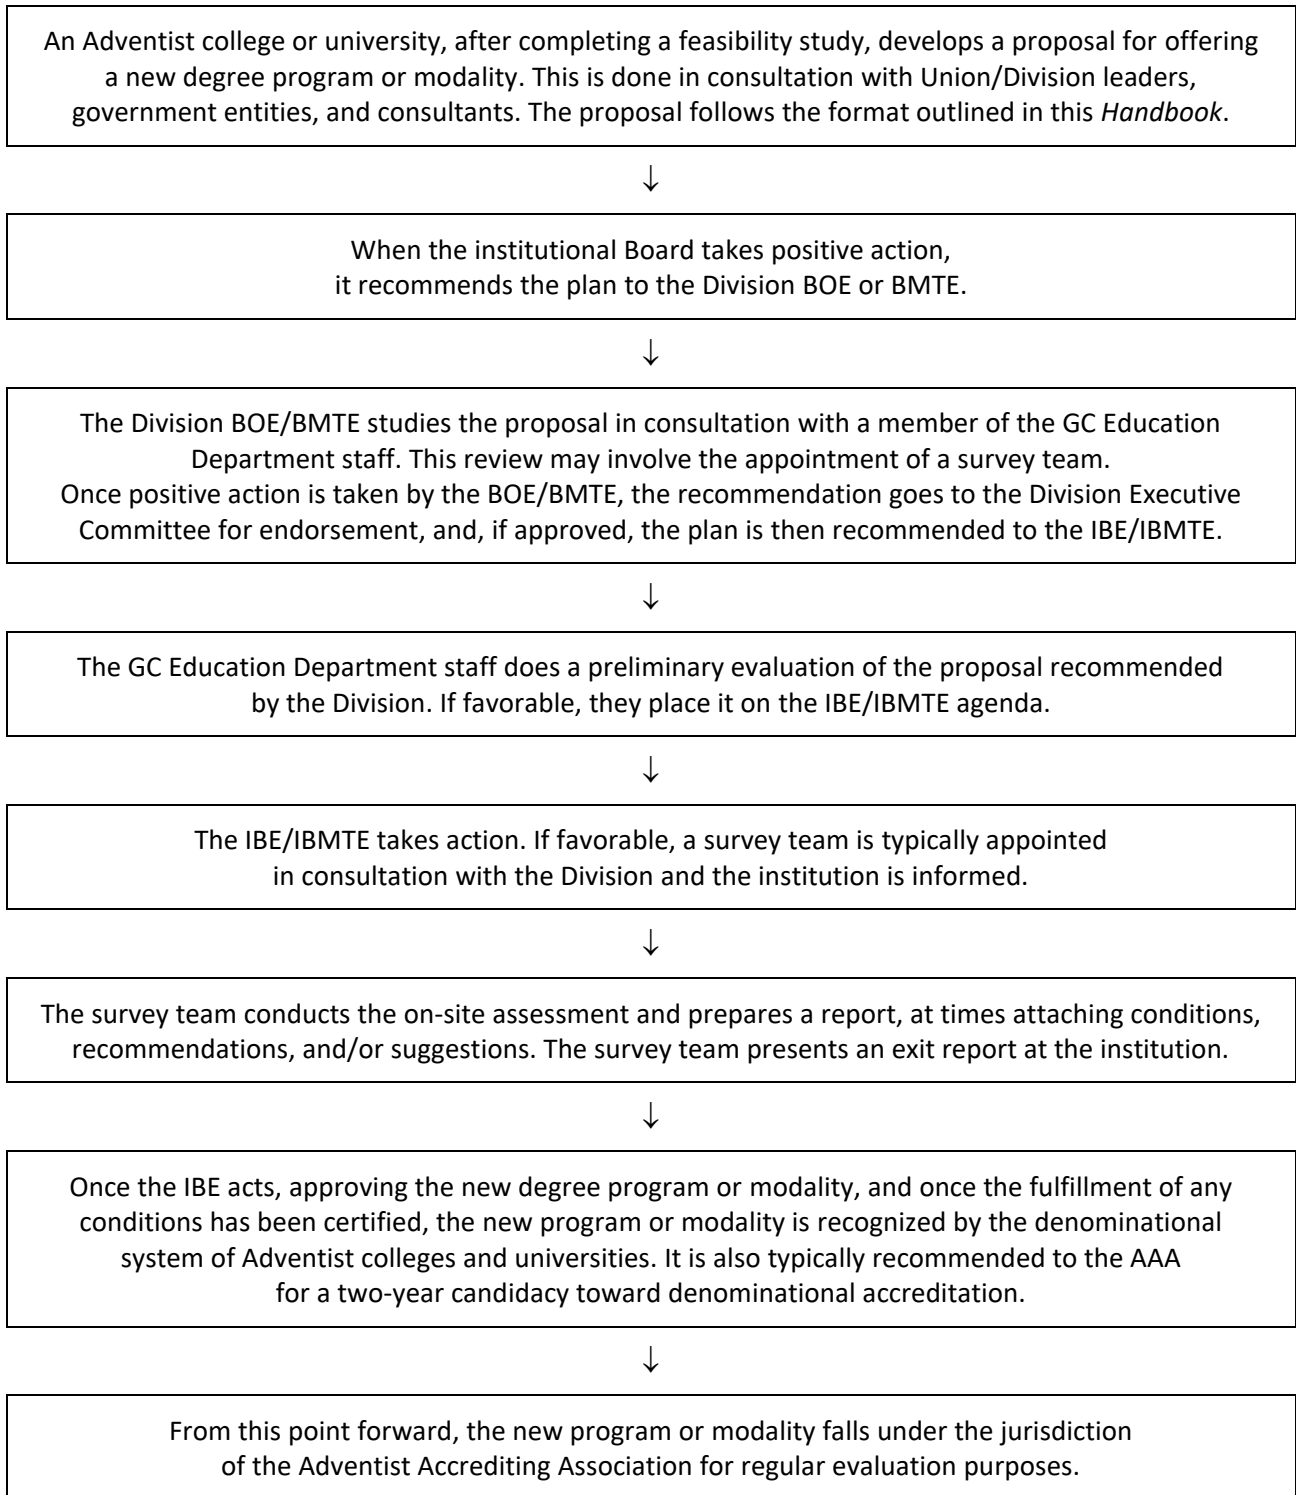 An Adventist college or university, after completing a feasibility study, develops a proposal for offering
a new degree program or modality. This is done in consultation with Union/Division leaders,
government entities, and consultants. The proposal follows the format outlined in this Handbook.
↓
When the institutional Board takes positive action,
it recommends the plan to the Division BOE or BMTE.
↓
The Division BOE/BMTE studies the proposal in consultation with a member of the GC Education
Department staff. This review may involve the appointment of a survey team.
Once positive action is taken by the BOE/BMTE, the recommendation goes to the Division Executive
Committee for endorsement, and, if approved, the plan is then recommended to the IBE/IBMTE.
↓
The GC Education Department staff does a preliminary evaluation of the proposal recommended
by the Division. If favorable, they place it on the IBE/IBMTE agenda.
↓
The IBE/IBMTE takes action. If favorable, a survey team is typically appointed
in consultation with the Division and the institution is informed.
↓
The survey team conducts the on-site assessment and prepares a report, at times attaching conditions,
recommendations, and/or suggestions. The survey team presents an exit report at the institution.
↓
Once the IBE acts, approving the new degree program or modality, and once the fulfillment of any
conditions has been certified, the new program or modality is recognized by the denominational
system of Adventist colleges and universities. It is also typically recommended to the AAA
for a two-year candidacy toward denominational accreditation.
↓
From this point forward, the new program or modality falls under the jurisdiction
of the Adventist Accrediting Association for regular evaluation purposes.